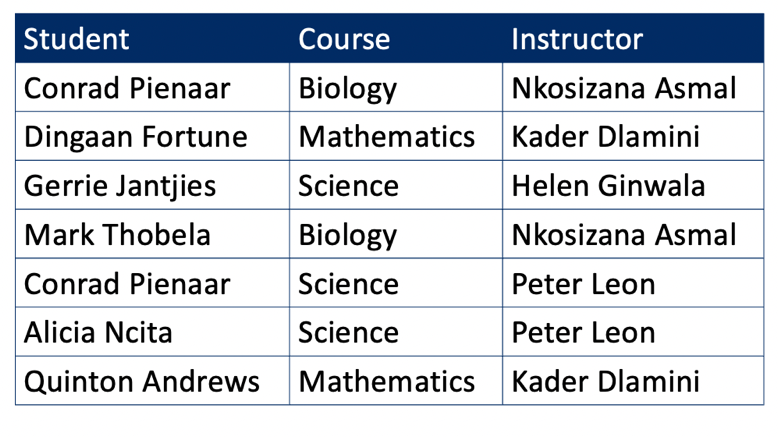 Student Course Instructor
Conrad Pienaar Biology Nkosizana Asmal
Dingaan Fortune Mathematics Kader Dlamini
Gerrie Jantjies Science Helen Ginwala
Mark Thobela Biology Nkosizana Asmal
Conrad Pienaar Science Peter Leon
Alicia Ncita Science Peter Leon
Quinton Andrews Mathematics Kader Dlamini